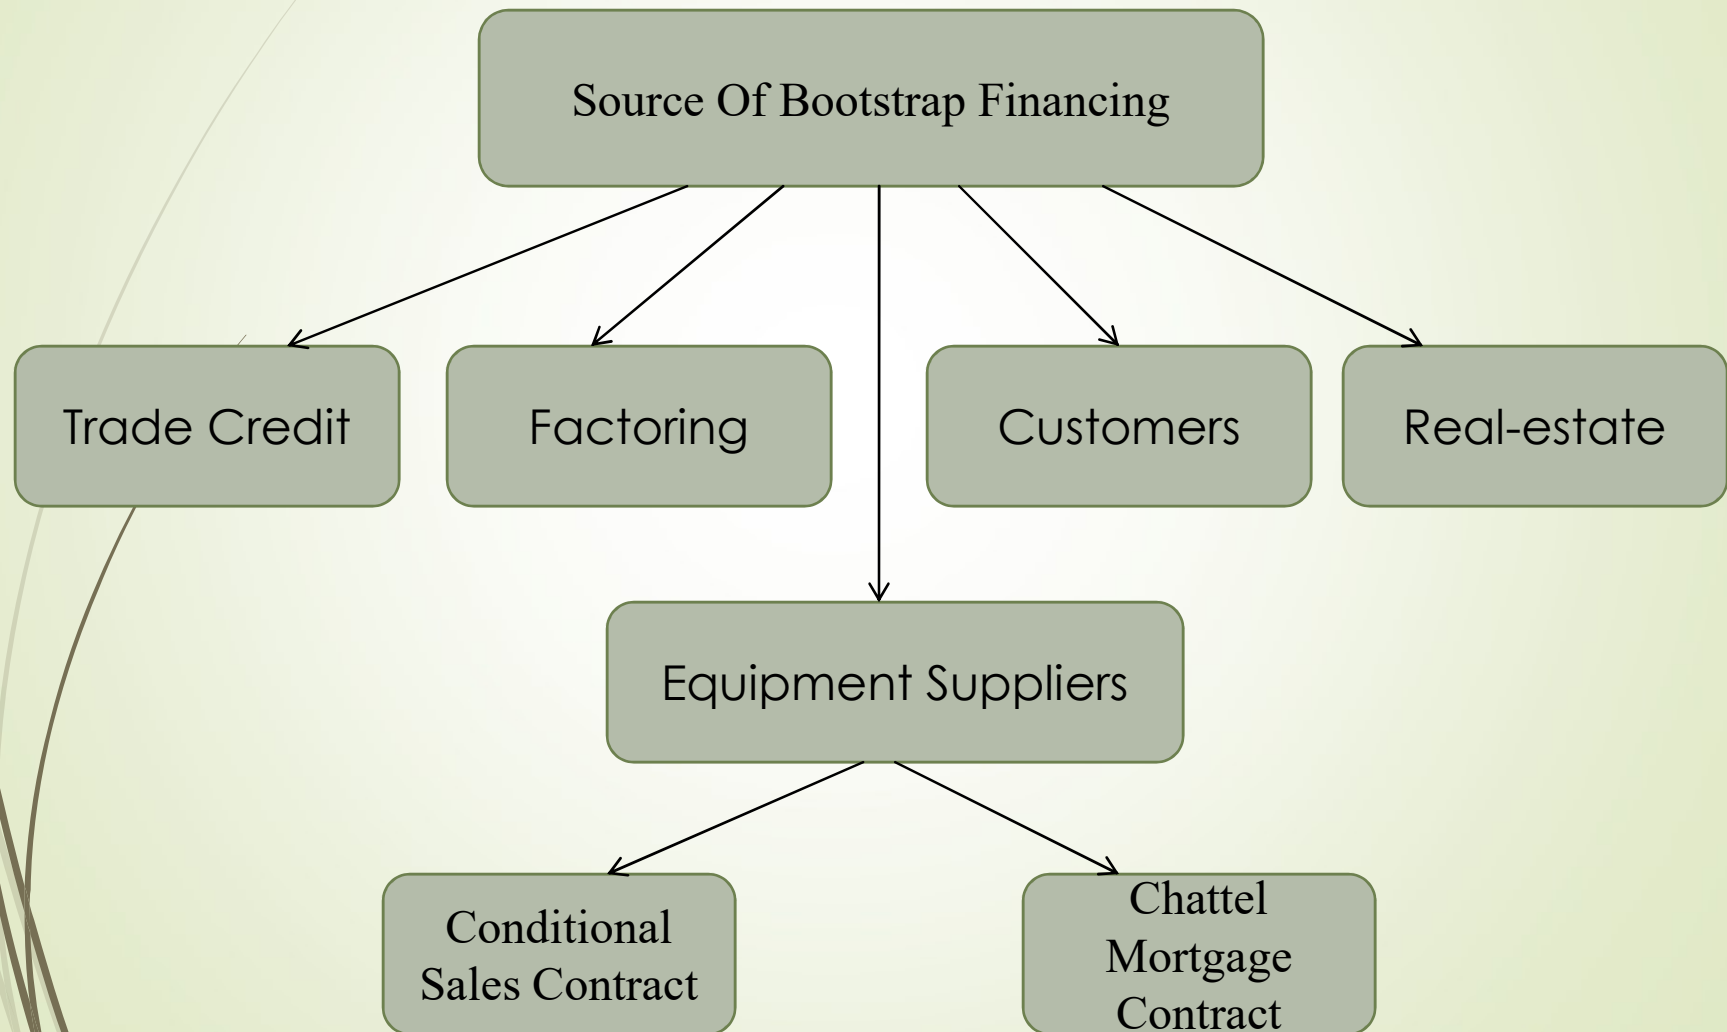 Source Of Bootstrap Financing
Trade Credit
Factoring
Customers
Real-estate
Equipment Suppliers
Conditional
Sales Contract
Chattel
Mortgage
Contract